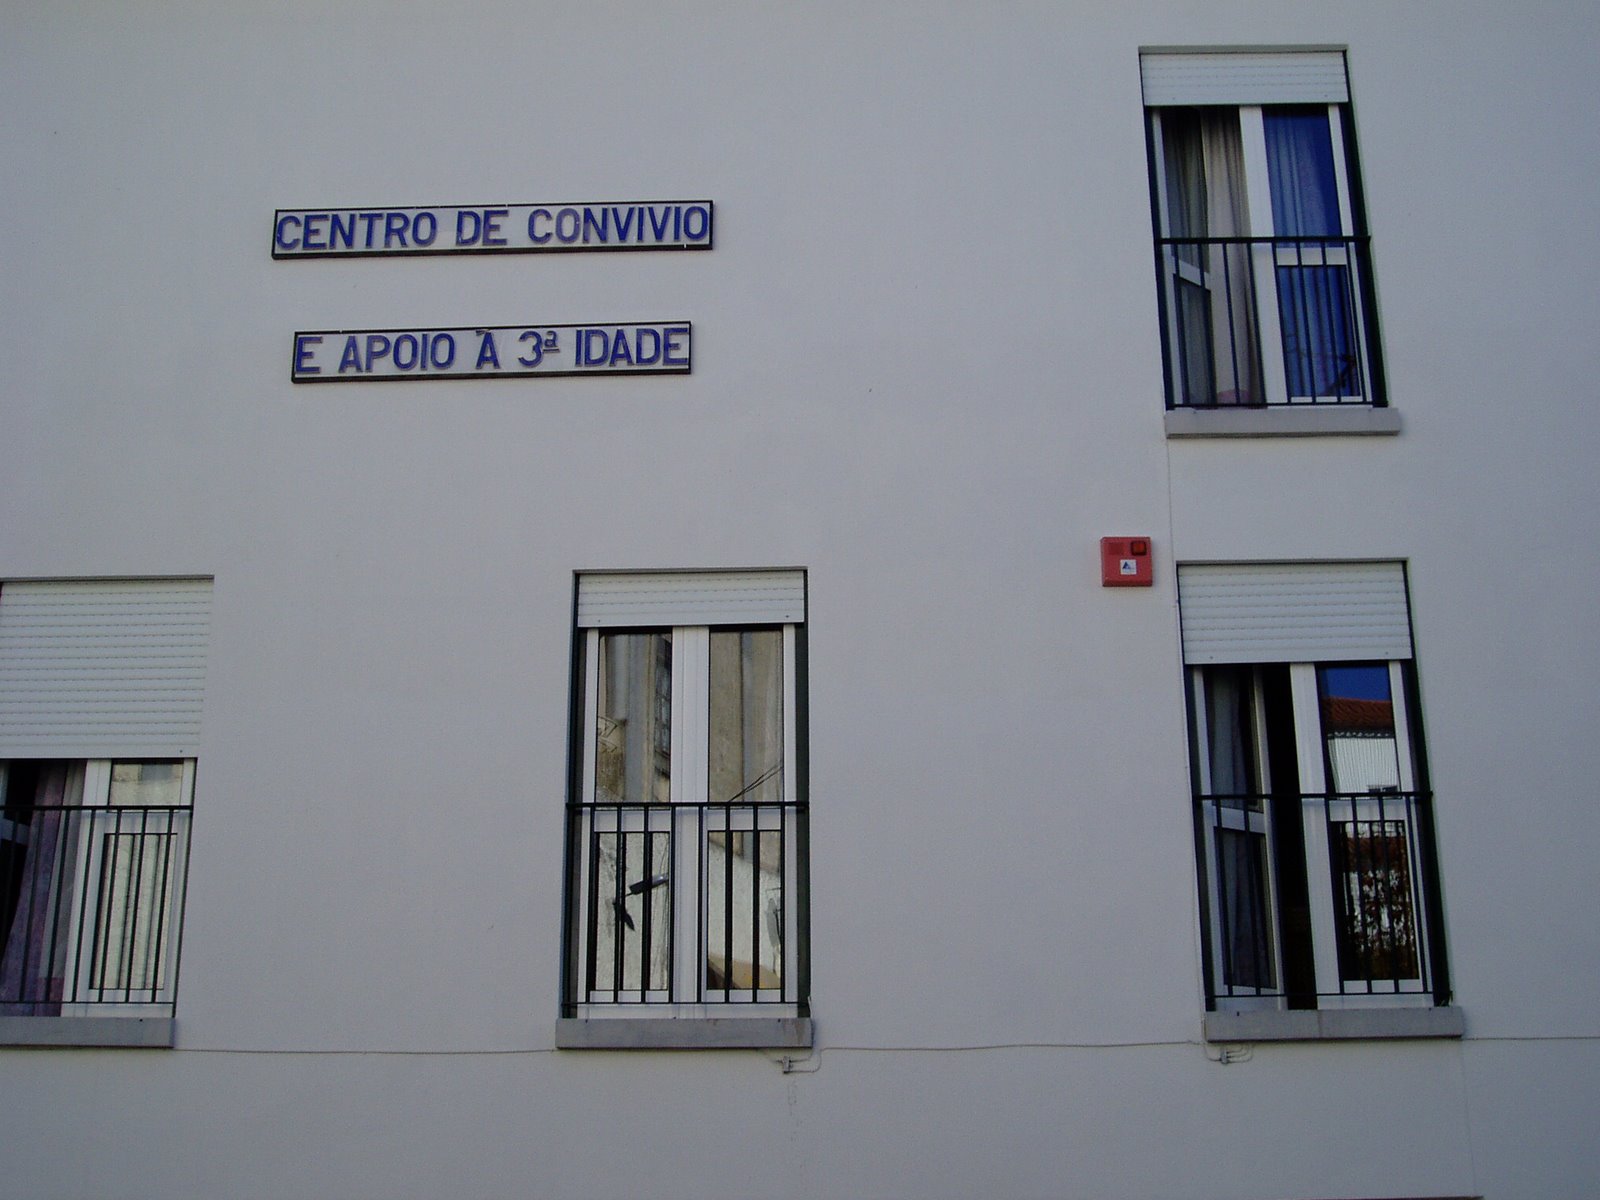 CENTRO DE CONVIVIO
E APOIO À 3ª IDADE